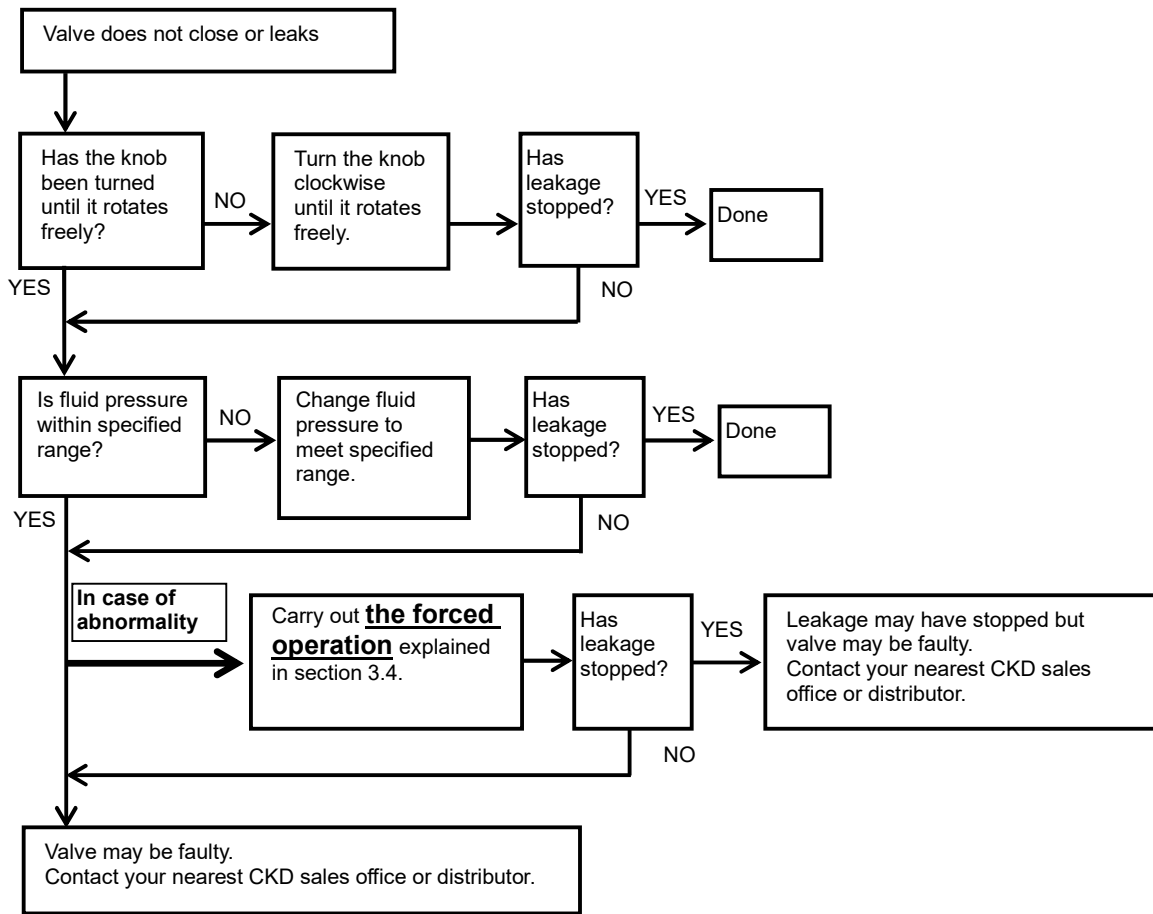 Valve does not close or leaks
Has the knob
been turned
until it rotates
freely?
NO
Turn the knob
clockwise
until it rotates
freely.
Has
leakage
stopped?
YES
Done
YES
NO
Is fluid pressure
within specified
range?
NO
Change fluid
pressure to
meet specified
range.
Has
leakage
stopped?
YES
Done
YES
NO
In case of
abnormality
Carry out the forced
operation explained
in section 3.4.
Has
leakage
stopped?
YES
Leakage may have stopped but
valve may be faulty.
Contact your nearest CKD sales
office or distributor.
NO
Valve may be faulty.
Contact your nearest CKD sales office or distributor.